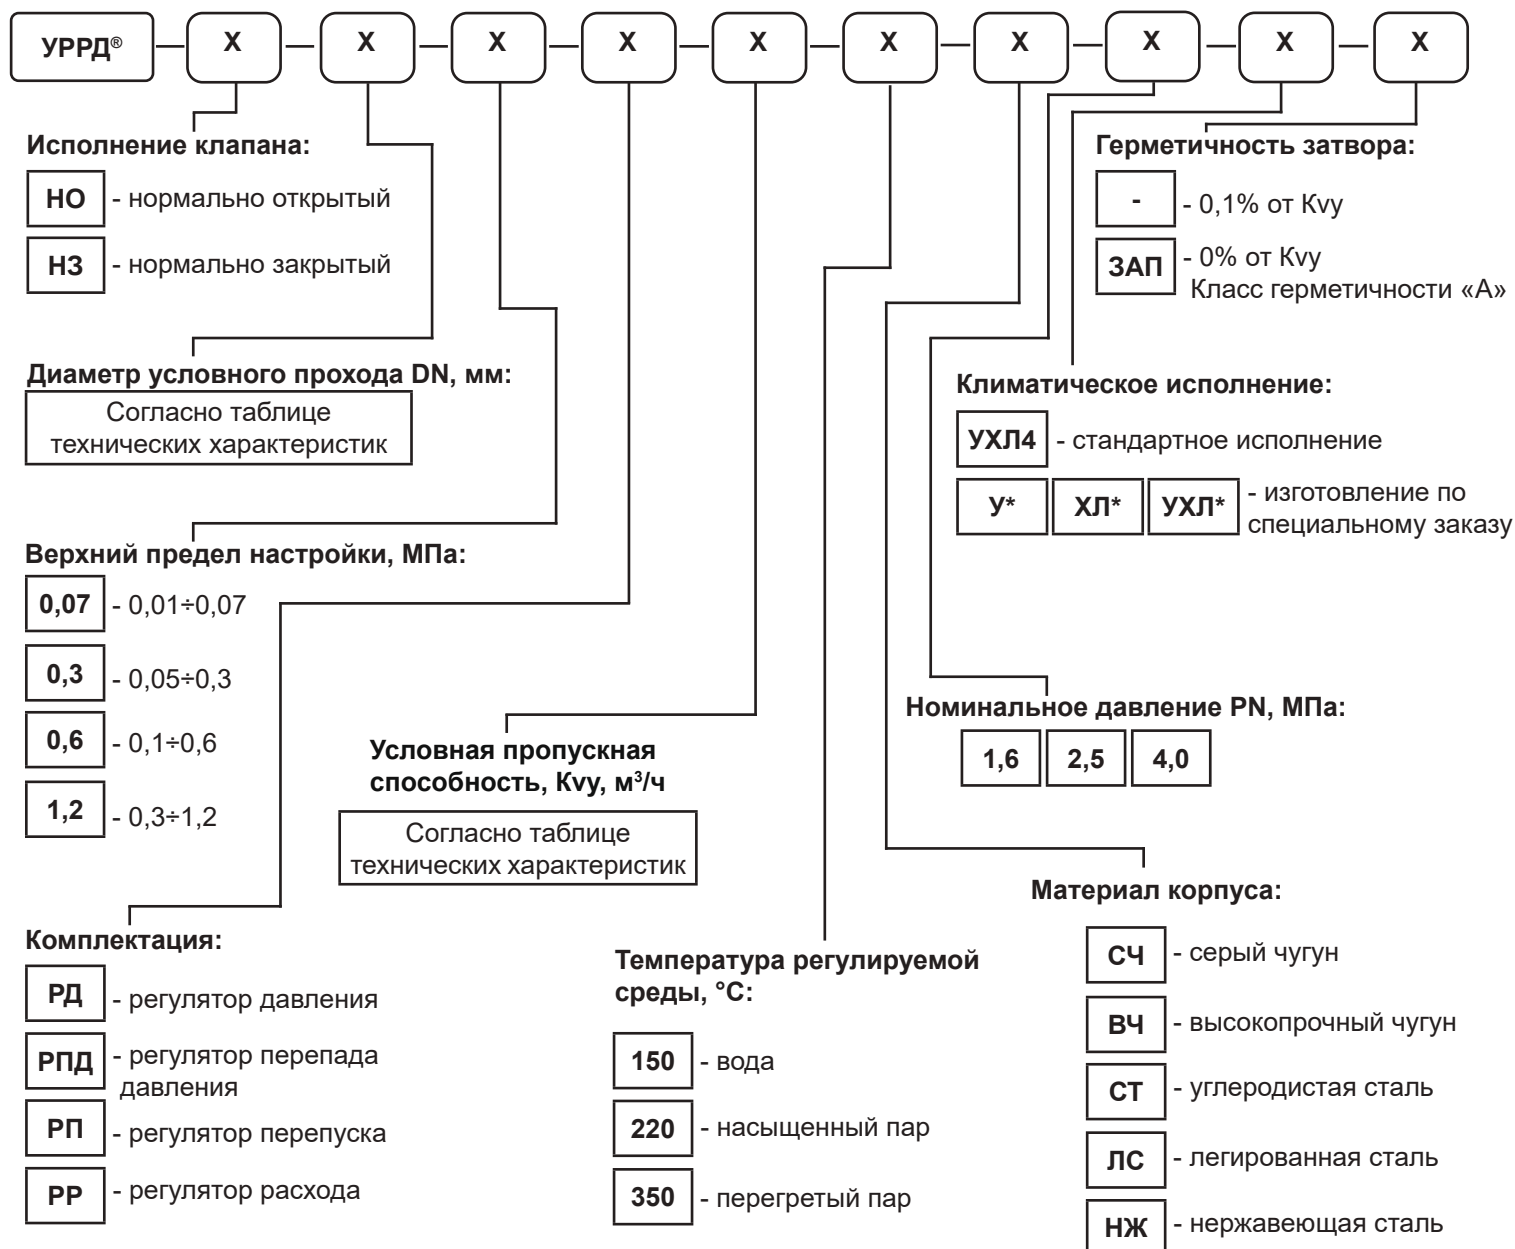 УРРД® X X X X X X X X X X
Исполнение клапана:
НО - нормально открытый
НЗ - нормально закрытый
Диаметр условного прохода DN, мм:
Согласно таблице
технических характеристик
Верхний предел настройки, МПа:
0,07 - 0,01÷0,07
0,3 - 0,05÷0,3
0,6 - 0,1÷0,6
1,2 - 0,3÷1,2
Комплектация:
РД - регулятор давления
РПД - регулятор перепада
давления
РП - регулятор перепуска
РР - регулятор расхода
Условная пропускная
способность, Кvу, м³/ч
Согласно таблице
технических характеристик
Температура регулируемой
среды, °С:
150 - вода
220 - насыщенный пар
350 - перегретый пар
Герметичность затвора:
- - 0,1% от Kvy
ЗАП - 0% от Kvy
Класс герметичности «А»
Климатическое исполнение:
УХЛ4 - стандартное исполнение
У* ХЛ* УХЛ* - изготовление по
специальному заказу
Номинальное давление PN, МПа:
1,6 2,5 4,0
Материал корпуса:
СЧ - серый чугун
ВЧ - высокопрочный чугун
СТ - углеродистая сталь
ЛС - легированная сталь
НЖ - нержавеющая сталь